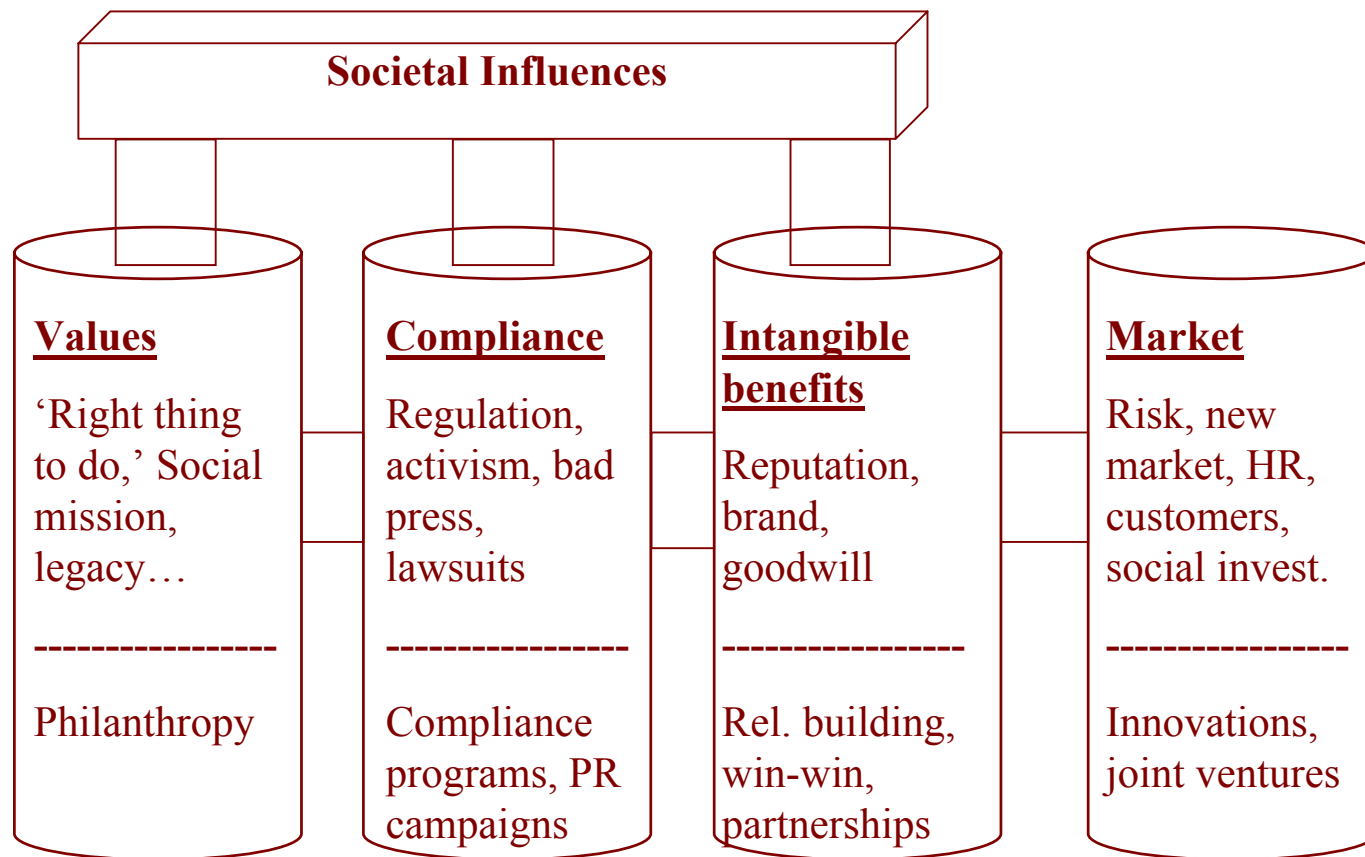 Societal Influences
Values
‘Right thing
to do,’ Social
mission,
legacy…
-----------------
Philanthropy
Compliance
Regulation,
activism, bad
press,
lawsuits
-----------------
Compliance
programs, PR
campaigns
Intangible
benefits
Reputation,
brand,
goodwill
-----------------
Rel. building,
win-win,
partnerships
Market
Risk, new
market, HR,
customers,
social invest.
-----------------
Innovations,
joint ventures